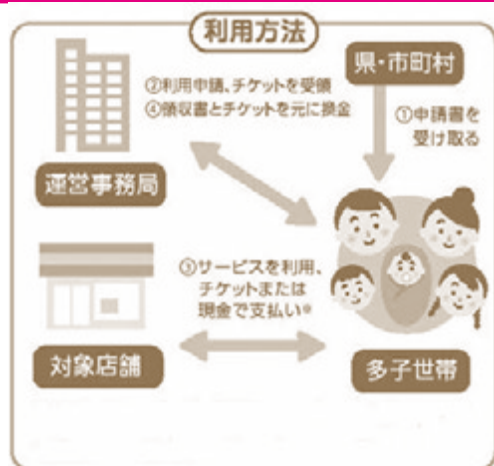 利用方法
県・市町村
②利用申請、チケットを受領
④領収書とチケットを元に換金
①申請書を
受け取る
運営事務局
③サービスを利用、
チケットまたは
現金で支払い※
対象店舗
多子世帯